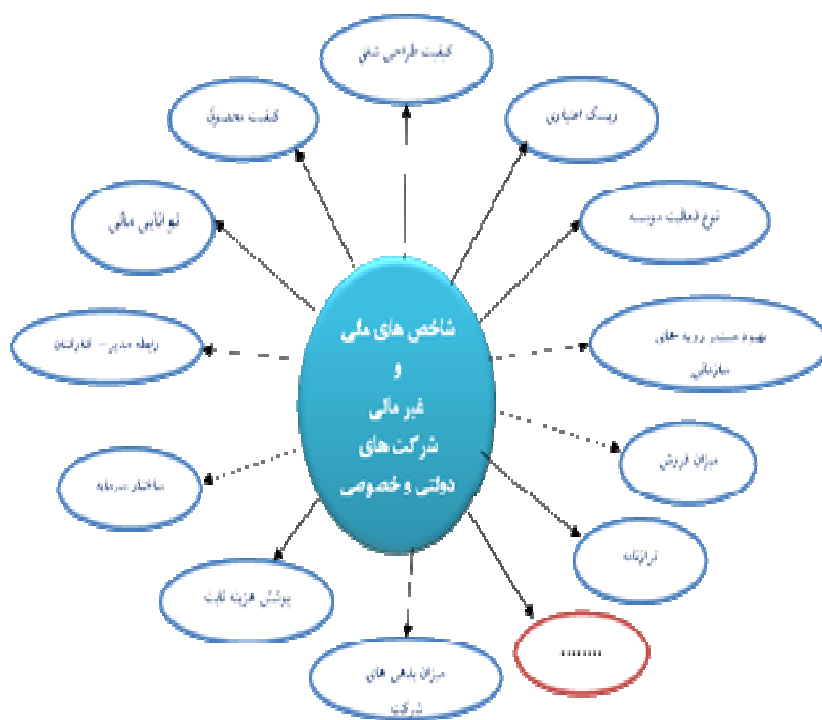 کیفیت طراحی شغل
ریسک اعتباری
کیفیت محصول
نوع فعالیت موسسه
توانایی مالی
شاخص های مالی
و
غیر مالی
شرکت های
دولتی و خصوصی
رابطه مدیر - کارکنان
بهبود مستمر رویه های
سازمانی
میزان فروش
ساختار سرمایه
ترازنامه
پوشش هزینه ثابت
........
میزان بدهی های
شرکت